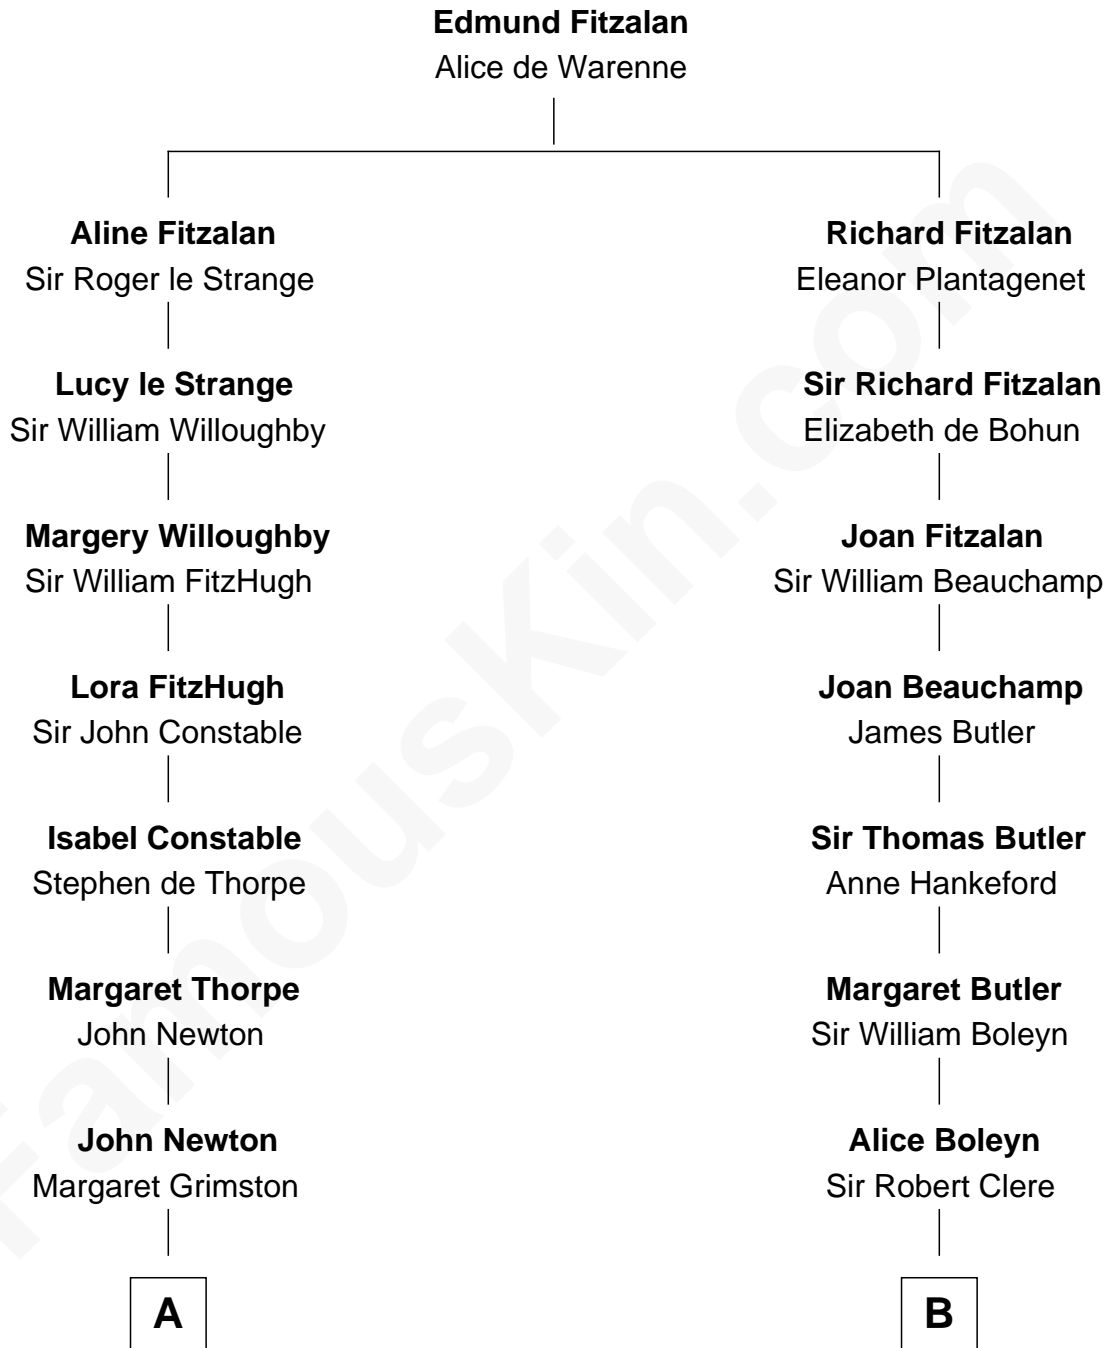 Edmund Fitzalan
Alice de Warenne
Aline Fitzalan
Sir Roger le Strange
Richard Fitzalan
Eleanor Plantagenet
Lucy le Strange
Sir William Willoughby
Sir Richard Fitzalan
Elizabeth de Bohun
Margery Willoughby
Sir William FitzHugh
Joan Fitzalan
Sir William Beauchamp
Lora FitzHugh
Sir John Constable
Joan Beauchamp
James Butler
Isabel Constable
Stephen de Thorpe
Sir Thomas Butler
Anne Hankeford
Margaret Thorpe
John Newton
Margaret Butler
Sir William Boleyn
John Newton
Margaret Grimston
Alice Boleyn
Sir Robert Clere
A
B
FamousKin.com